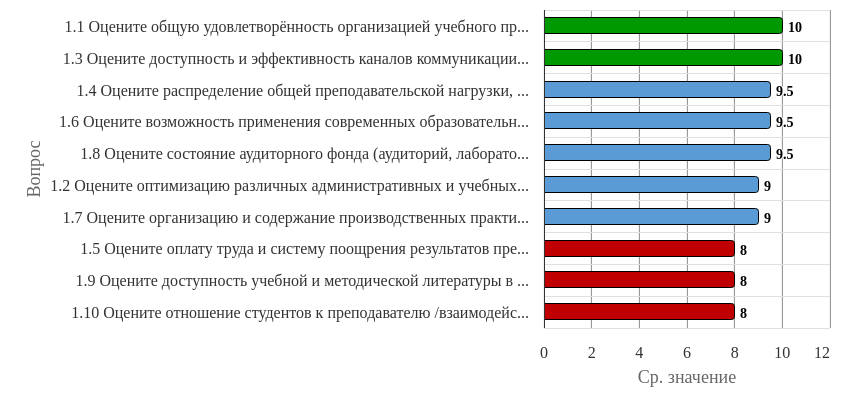 1.1 Оцените общую удовлетворённость организацией учебного пр... 10
1.3 Оцените доступность и эффективность каналов коммуникации... 10
1.4 Оцените распределение общей преподавательской нагрузки, ... 9.5
1.6 Оцените возможность применения современных образовательн... 9.5
1.8 Оцените состояние аудиторного фонда (аудиторий, лаборато... 9.5
1.2 Оцените оптимизацию различных административных и учебных... 9
1.7 Оцените организацию и содержание производственных практи... 9
1.5 Оцените оплату труда и систему поощрения результатов пре... 8
1.9 Оцените доступность учебной и методической литературы в ... 8
1.10 Оцените отношение студентов к преподавателю /взаимодейс... 8
Вопрос
0 2 4 6 8 10 12
Ср. значение